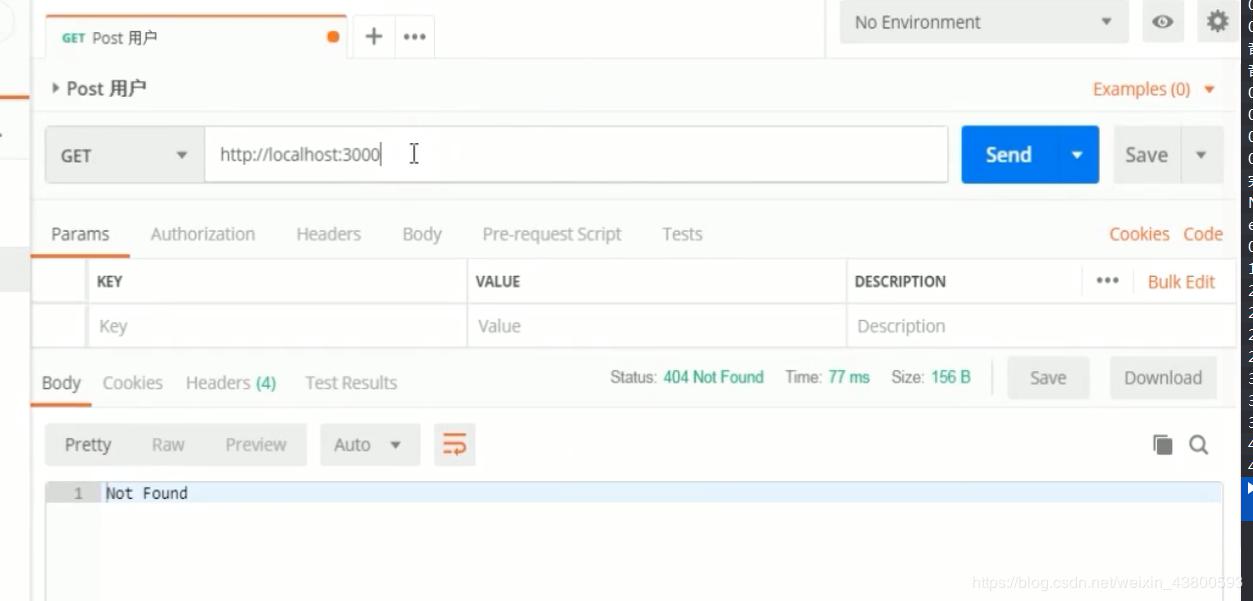 GET Post 用户
No Environment
Post 用户
Examples (0)
GET
http://localhost:3000
Send
Save
Params Authorization Headers Body Pre-request Script Tests
Cookies Code
KEY VALUE DESCRIPTION
Bulk Edit
Key Value Description
Body Cookies Headers (4) Test Results
Status: 404 Not Found Time: 77 ms Size: 156 B
Save Download
Pretty Raw Preview Auto
1 Not Found
https://blog.csdn.net/weixin_43800593